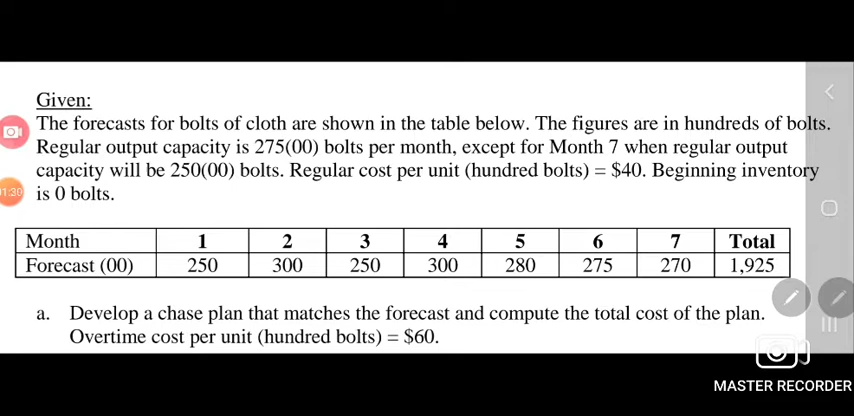 Given:
The forecasts for bolts of cloth are shown in the table below. The figures are in hundreds of bolts.
Regular output capacity is 275(00) bolts per month, except for Month 7 when regular output
capacity will be 250(00) bolts. Regular cost per unit (hundred bolts) = $40. Beginning inventory
1:30 is 0 bolts.
Month 1 2 3 4 5 6 7 Total
Forecast (00) 250 300 250 300 280 275 270 1,925
a. Develop a chase plan that matches the forecast and compute the total cost of the plan.
Overtime cost per unit (hundred bolts) = $60.
MASTER RECORDER